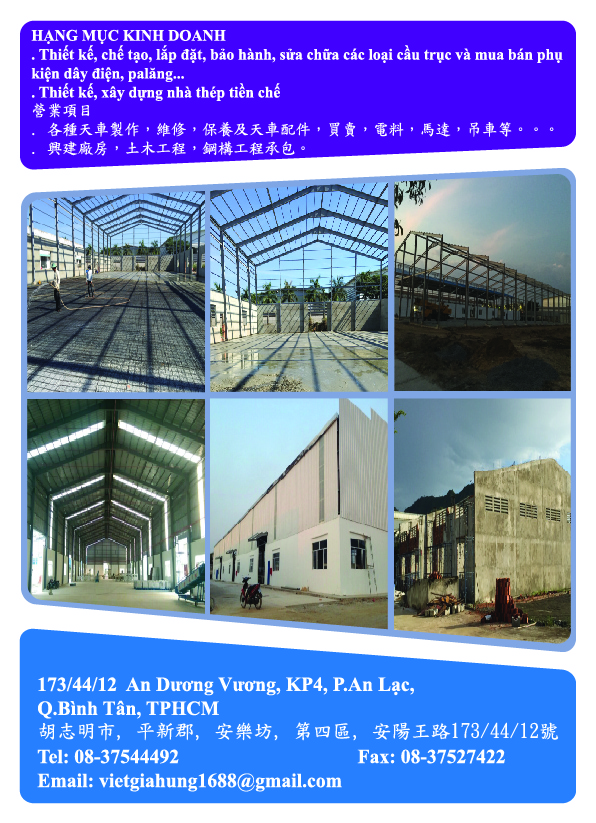 HẠNG MỤC KINH DOANH
. Thiết kế, chế tạo, lắp đặt, bảo hành, sửa chữa các loại cầu trục và mua bán phụ
kiện dây điện, palăng...
. Thiết kế, xây dựng nhà thép tiền chế
營業項目
. 各種天車製作，維修，保養及天車配件，買賣，電料，馬達，吊車等。。。
. 興建廠房，土木工程，鋼構工程承包。
173/44/12 An Dương Vương, KP4, P.An Lạc,
Q.Bình Tân, TPHCM
胡志明市, 平新郡, 安樂坊, 第四區, 安陽王路173/44/12號
Tel: 08-37544492 Fax: 08-37527422
Email: vietgiahung1688@gmail.com